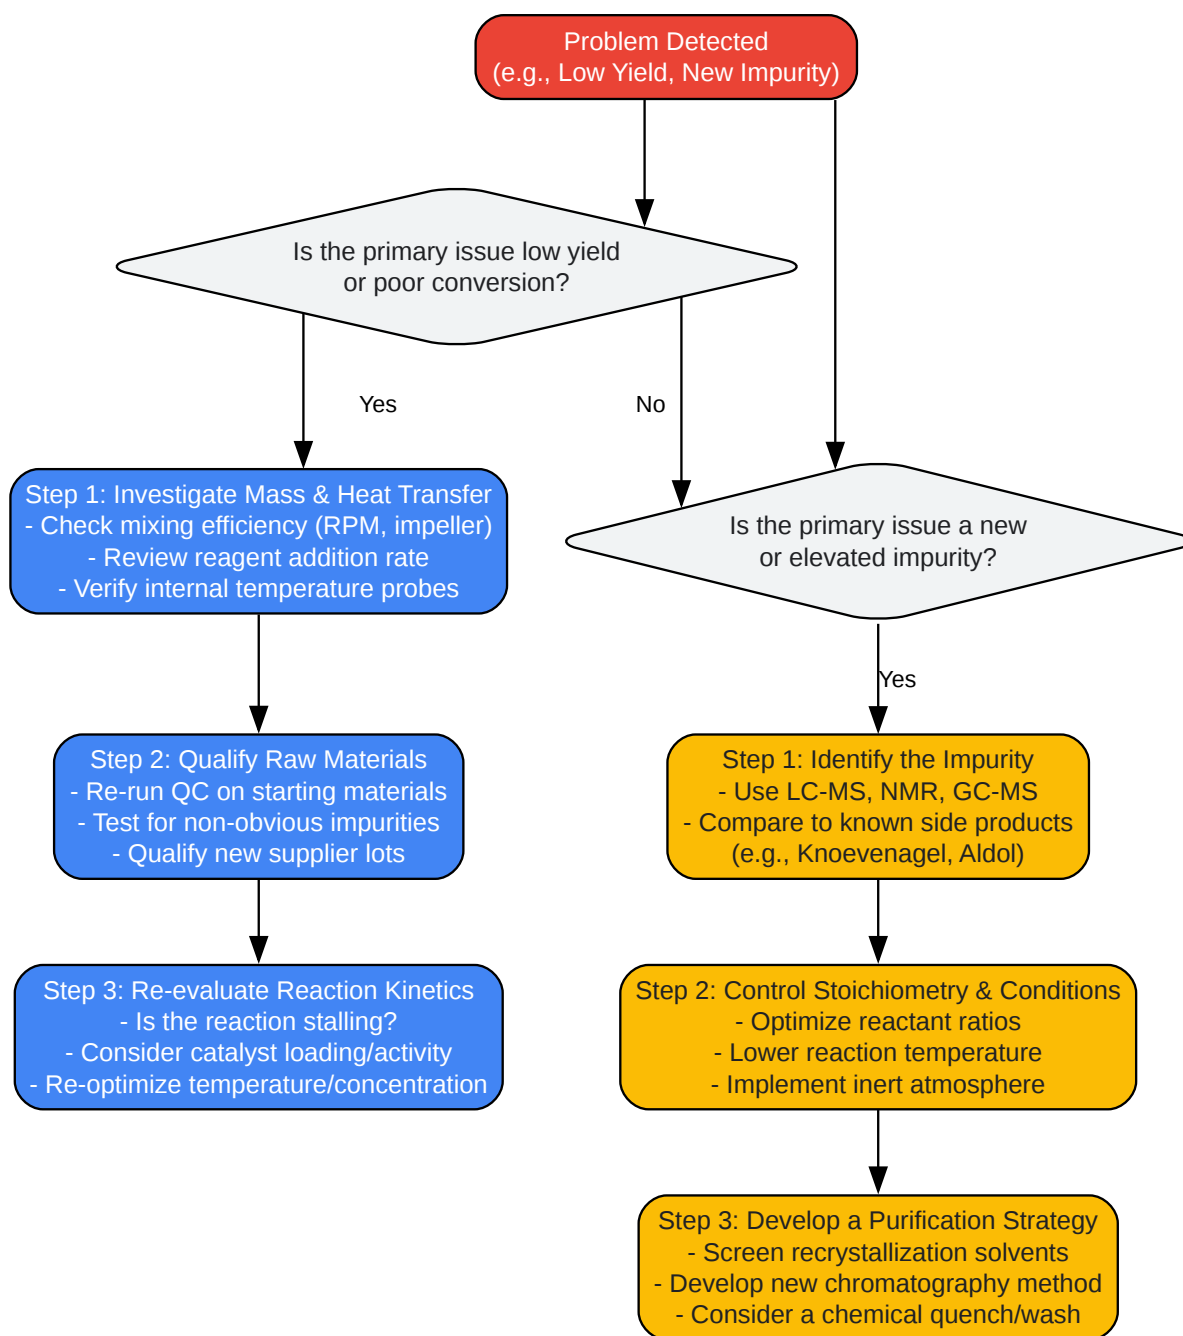 Problem Detected
(e.g., Low Yield, New Impurity)
Is the primary issue low yield
or poor conversion?
Yes
No
Step 1: Investigate Mass & Heat Transfer
- Check mixing efficiency (RPM, impeller)
- Review reagent addition rate
- Verify internal temperature probes
Is the primary issue a new
or elevated impurity?
Yes
Step 2: Qualify Raw Materials
- Re-run QC on starting materials
- Test for non-obvious impurities
- Qualify new supplier lots
Step 1: Identify the Impurity
- Use LC-MS, NMR, GC-MS
- Compare to known side products
(e.g., Knoevenagel, Aldol)
Step 3: Re-evaluate Reaction Kinetics
- Is the reaction stalling?
- Consider catalyst loading/activity
- Re-optimize temperature/concentration
Step 2: Control Stoichiometry & Conditions
- Optimize reactant ratios
- Lower reaction temperature
- Implement inert atmosphere
Step 3: Develop a Purification Strategy
- Screen recrystallization solvents
- Develop new chromatography method
- Consider a chemical quench/wash